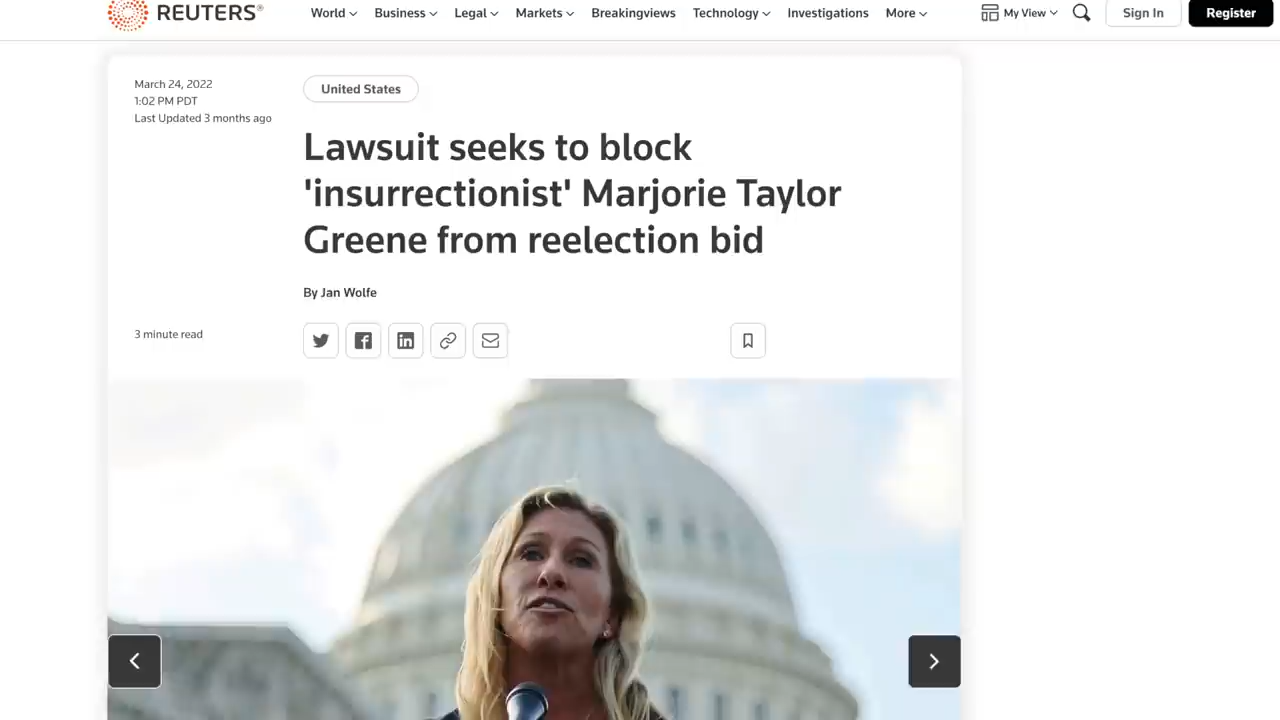 REUTERS®
World
Business
Legal
Markets
Breakingviews
Technology
Investigations
More
My View
Sign In
Register
March 24, 2022
1:02 PM PDT
Last Updated 3 months ago
United States
Lawsuit seeks to block
'insurrectionist' Marjorie Taylor
Greene from reelection bid
By Jan Wolfe
3 minute read